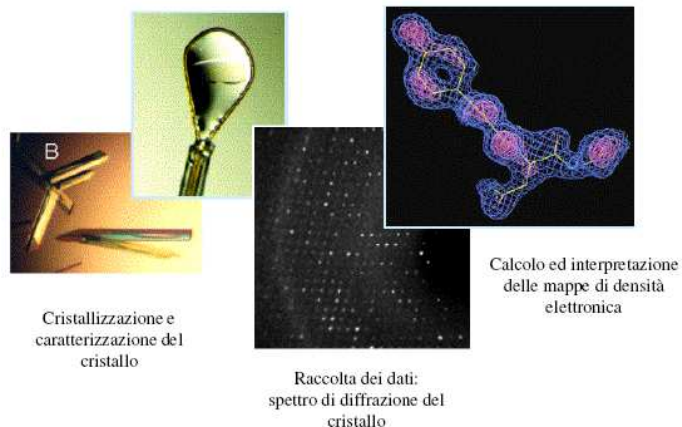 B
Cristallizzazione e
caratterizzazione del
cristallo
Raccolta dei dati:
spettro di diffrazione del
cristallo
Calcolo ed interpretazione
delle mappe di densità
elettronica